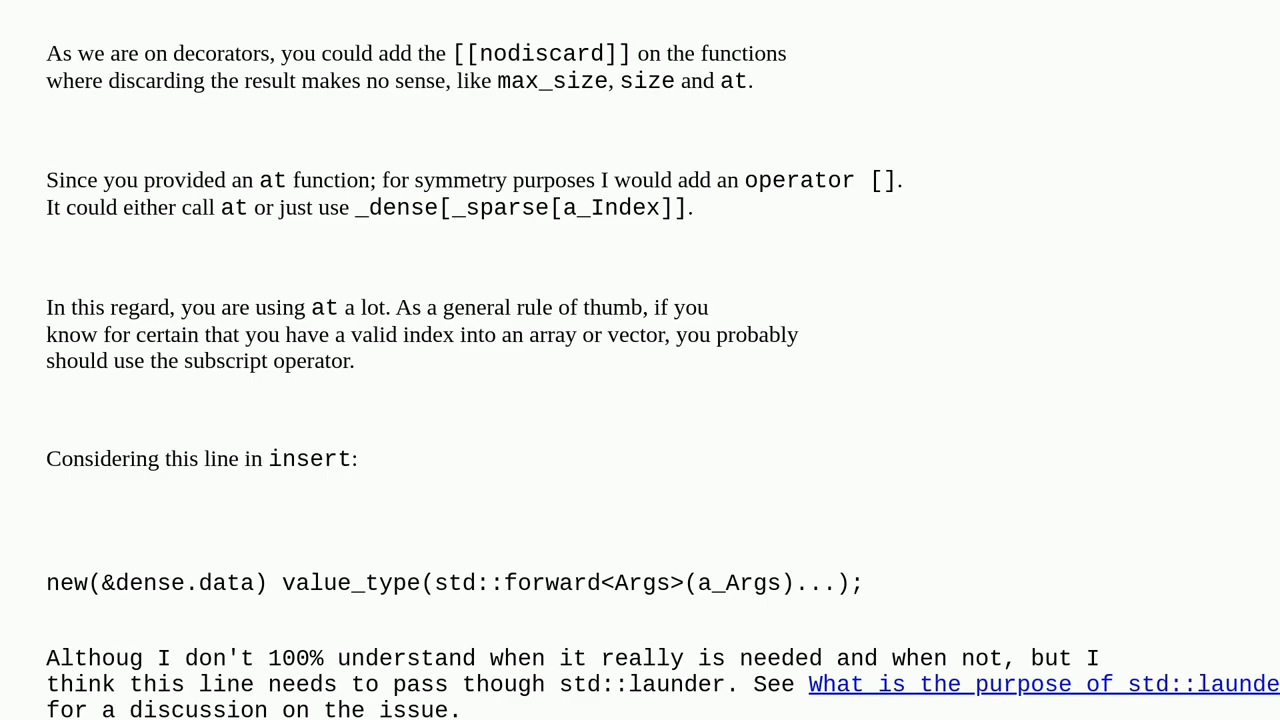 As we are on decorators, you could add the [[nodiscard]] on the functions
where discarding the result makes no sense, like max_size, size and at.
Since you provided an at function; for symmetry purposes I would add an operator [].
It could either call at or just use _dense[_sparse[a_Index]].
In this regard, you are using at a lot. As a general rule of thumb, if you
know for certain that you have a valid index into an array or vector, you probably
should use the subscript operator.
Considering this line in insert:
new(&dense.data) value_type(std::forward<Args>(a_Args)...);
Althoug I don't 100% understand when it really is needed and when not, but I
think this line needs to pass though std::launder. See What is the purpose of std::launde
for a discussion on the issue.